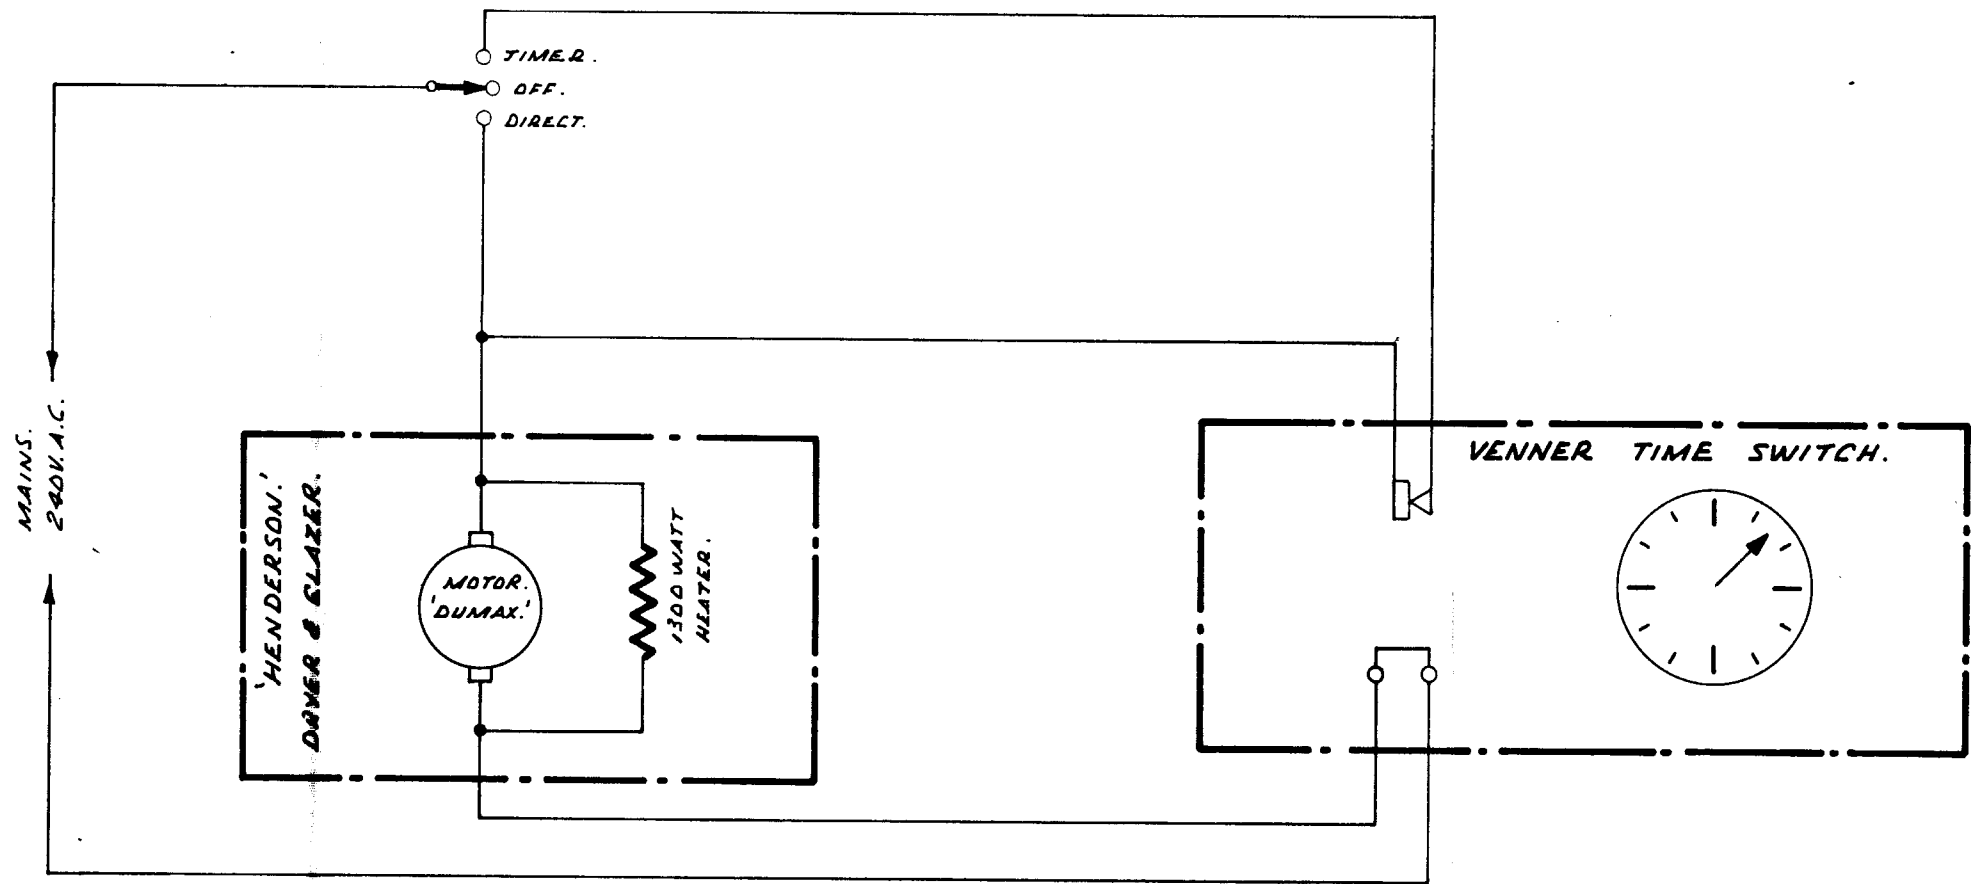 TIMER.
OFF.
DIRECT.
MAINS.
240V. A.C.
'HENDERSON.'
DRYER & GLAZER.
MOTOR.
'DUMAX.'
1300 WATT
HEATER.
VENNER TIME SWITCH.